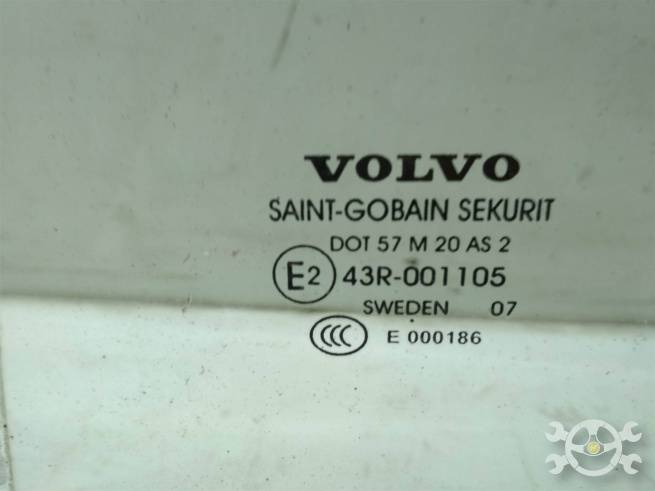 VOLVO
SAINT-GOBAIN SEKURIT
DOT 57 M 20 AS 2
E2 43R-001105
SWEDEN 07
CCC E 000186